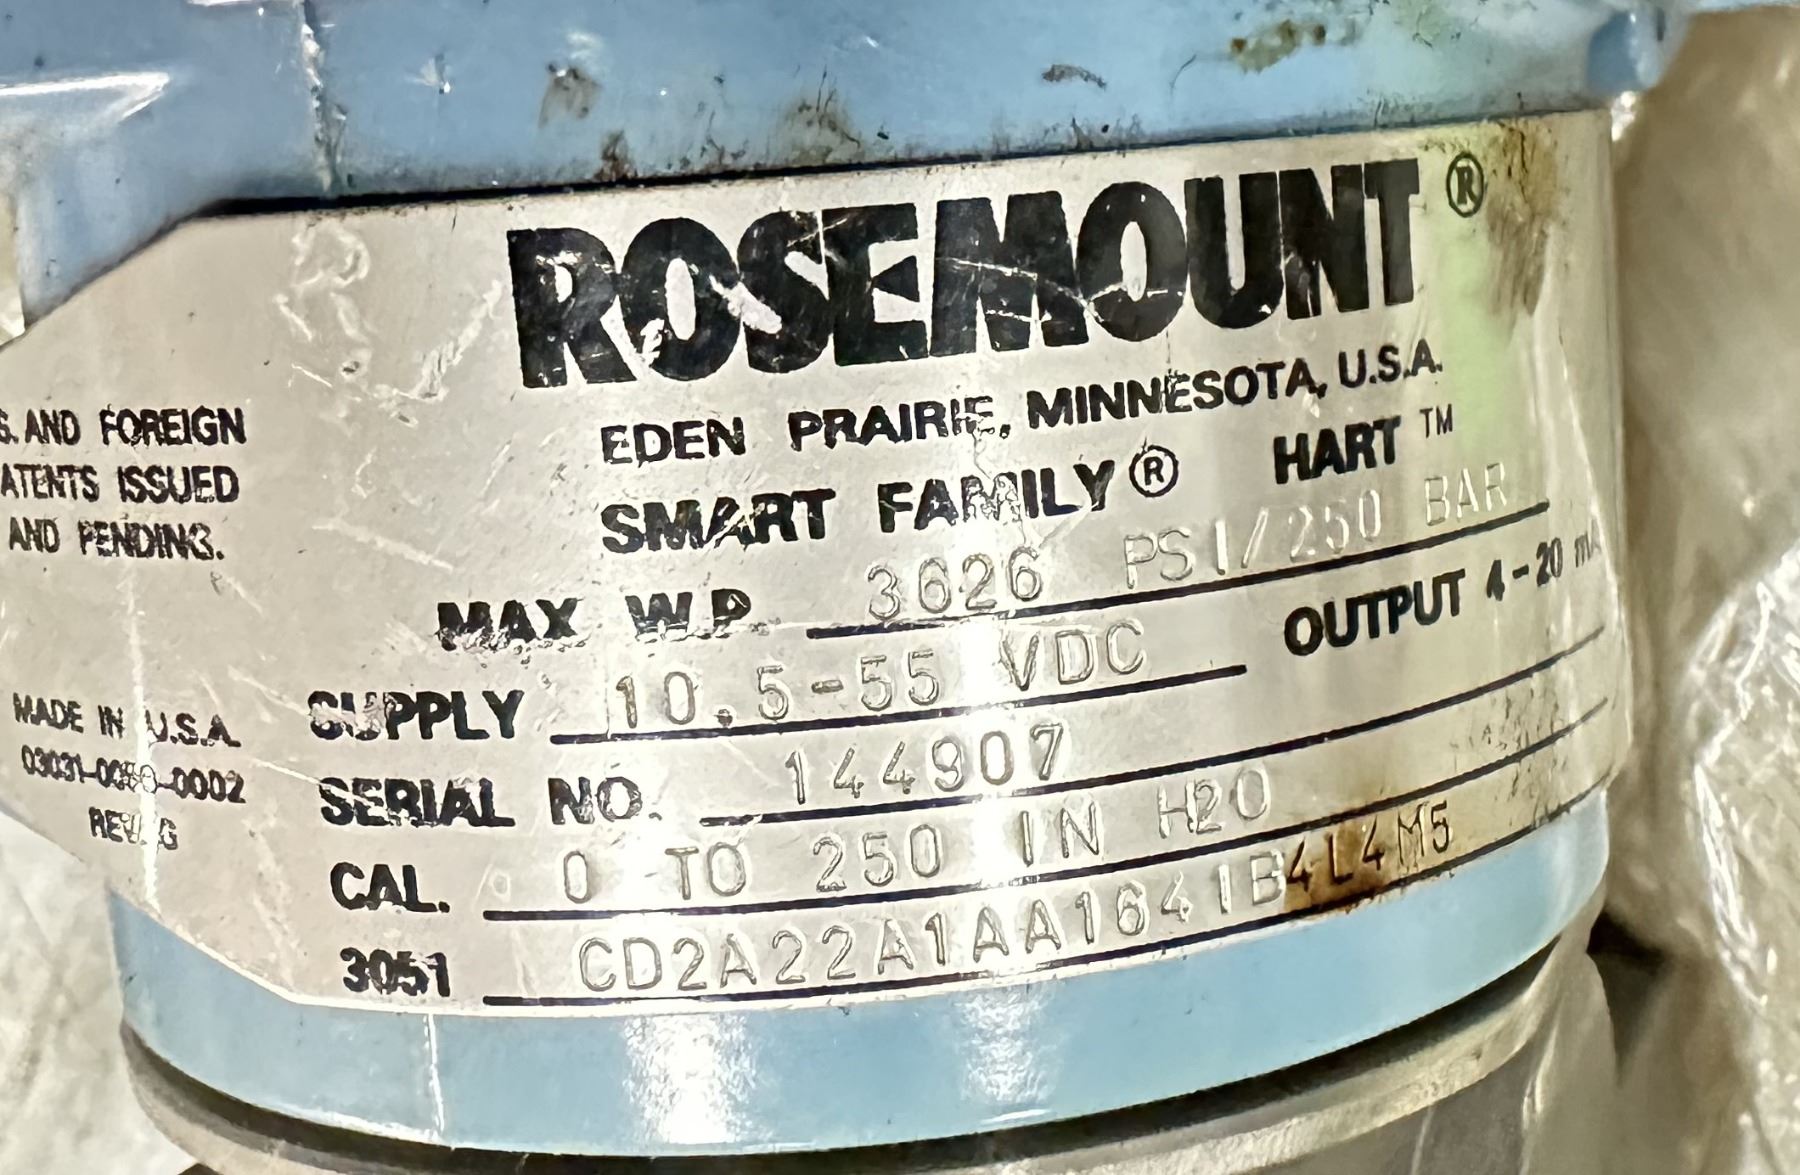 ROSEMOUNT®
EDEN PRAIRIE, MINNESOTA, U.S.A.
SMART FAMILY® HART™
MAX W.P. 3626 PSI/250 BAR
SUPPLY 10.5-55 VDC OUTPUT 4-20 mA
SERIAL NO. 144907
CAL. 0 TO 250 IN H2O
3051 CD2A22A1AA1641B4L4M5
S. AND FOREIGN
ATENTS ISSUED
AND PENDING.
MADE IN U.S.A.